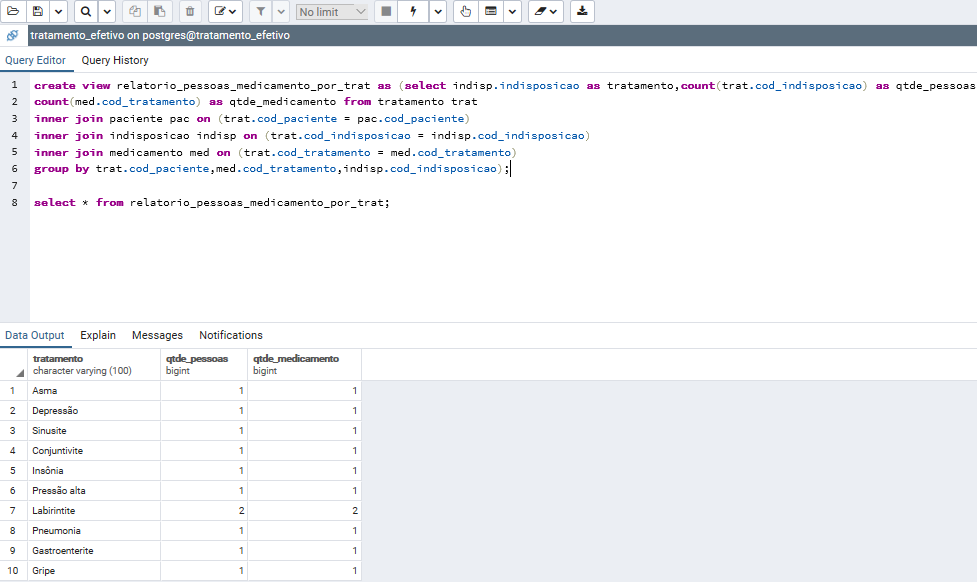 No limit
tratamento_efetivo on postgres@tratamento_efetivo
Query Editor Query History
1 create view relatorio_pessoas_medicamento_por_trat as (select indisp.indisposicao as tratamento,count(trat.cod_indisposicao) as qtde_pessoas
2 count(med.cod_tratamento) as qtde_medicamento from tratamento trat
3 inner join paciente pac on (trat.cod_paciente = pac.cod_paciente)
4 inner join indisposicao indisp on (trat.cod_indisposicao = indisp.cod_indisposicao)
5 inner join medicamento med on (trat.cod_tratamento = med.cod_tratamento)
6 group by trat.cod_paciente,med.cod_tratamento,indisp.cod_indisposicao);
7
8 select * from relatorio_pessoas_medicamento_por_trat;
Data Output Explain Messages Notifications
tratamento qtde_pessoas qtde_medicamento
character varying (100) bigint bigint
1 Asma 1 1
2 Depressão 1 1
3 Sinusite 1 1
4 Conjuntivite 1 1
5 Insônia 1 1
6 Pressão alta 1 1
7 Labirintite 2 2
8 Pneumonia 1 1
9 Gastroenterite 1 1
10 Gripe 1 1